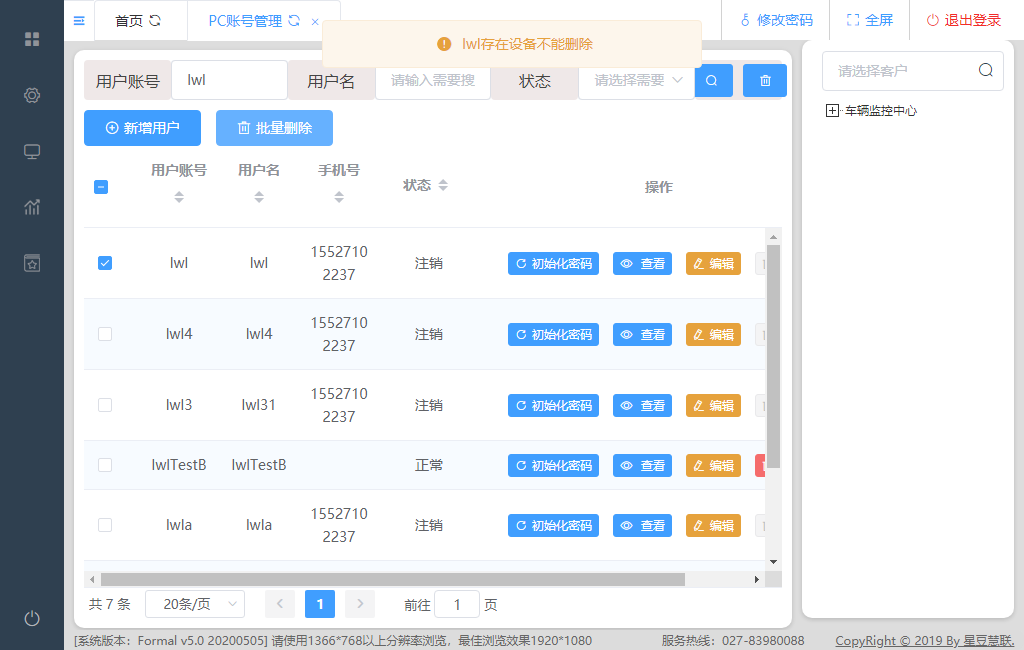 首页 PC账号管理 × 修改密码 全屏 退出登录
lwl存在设备不能删除
用户账号 lwl 用户名 请输入需要搜 状态 请选择需要
请选择客户
车辆监控中心
新增用户 批量删除
用户账号 用户名 手机号 状态 操作
lwl lwl 15527102237 注销 初始化密码 查看 编辑
lwl4 lwl4 15527102237 注销 初始化密码 查看 编辑
lwl3 lwl31 15527102237 注销 初始化密码 查看 编辑
lwlTestB lwlTestB 正常 初始化密码 查看 编辑
lwla lwla 15527102237 注销 初始化密码 查看 编辑
共 7 条 20条/页 1 前往 1 页
[系统版本：Formal v5.0 20200505] 请使用1366*768以上分辨率浏览，最佳浏览效果1920*1080 服务热线：027-83980088 CopyRight © 2019 By 星豆慧联.